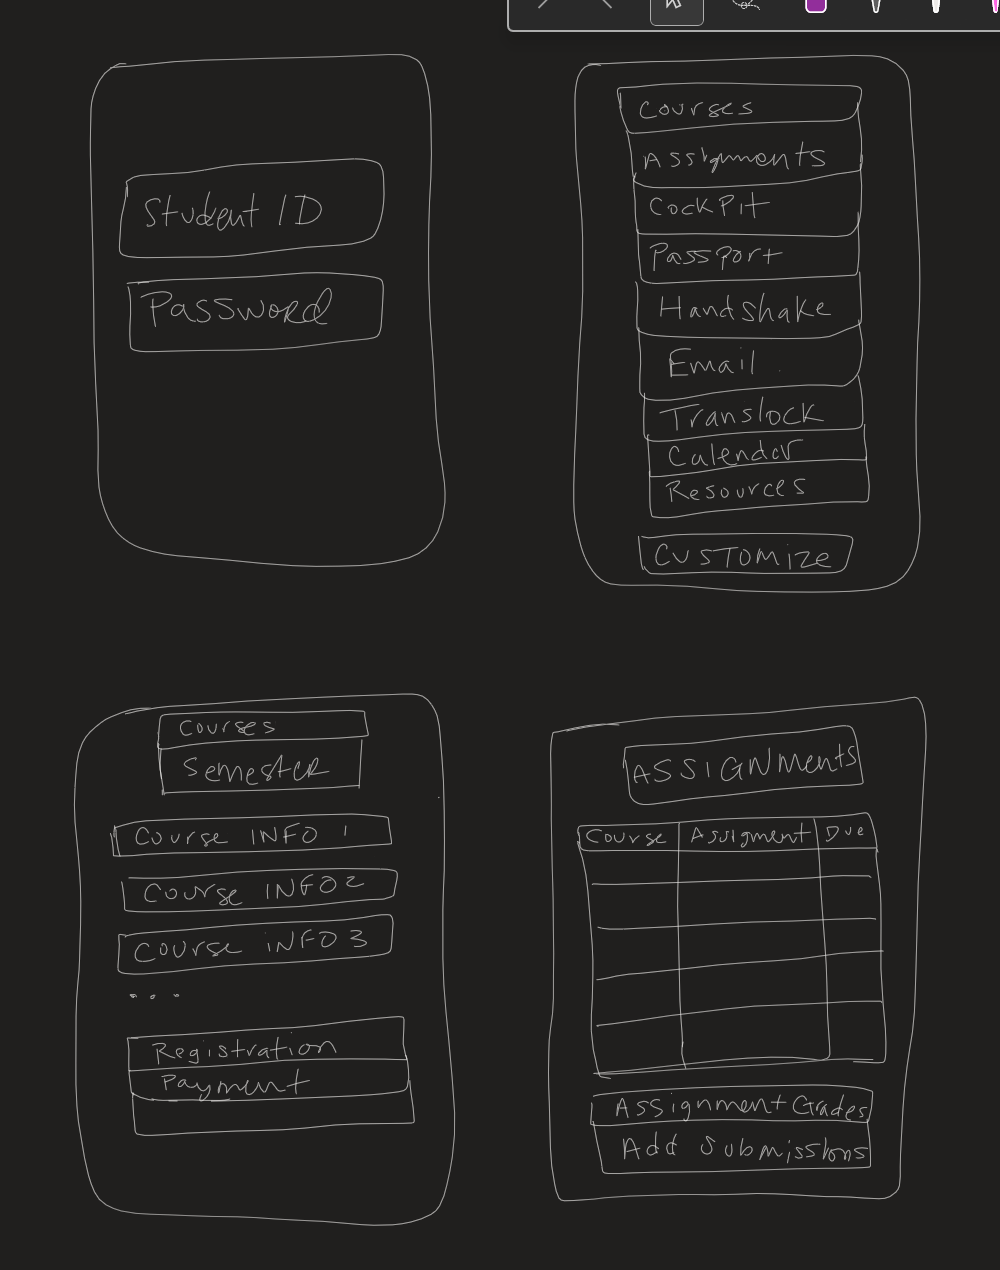 Student ID
Password
Courses
Assignments
CockPit
Passport
Handshake
Email
Translock
Calendar
Resources
Customize
Courses
Semester
Course INFO 1
Course INFO 2
Course INFO 3
...
Registration
Payment
ASSIGNments
Course Assignment Due
Assignment Grades
Add Submissions